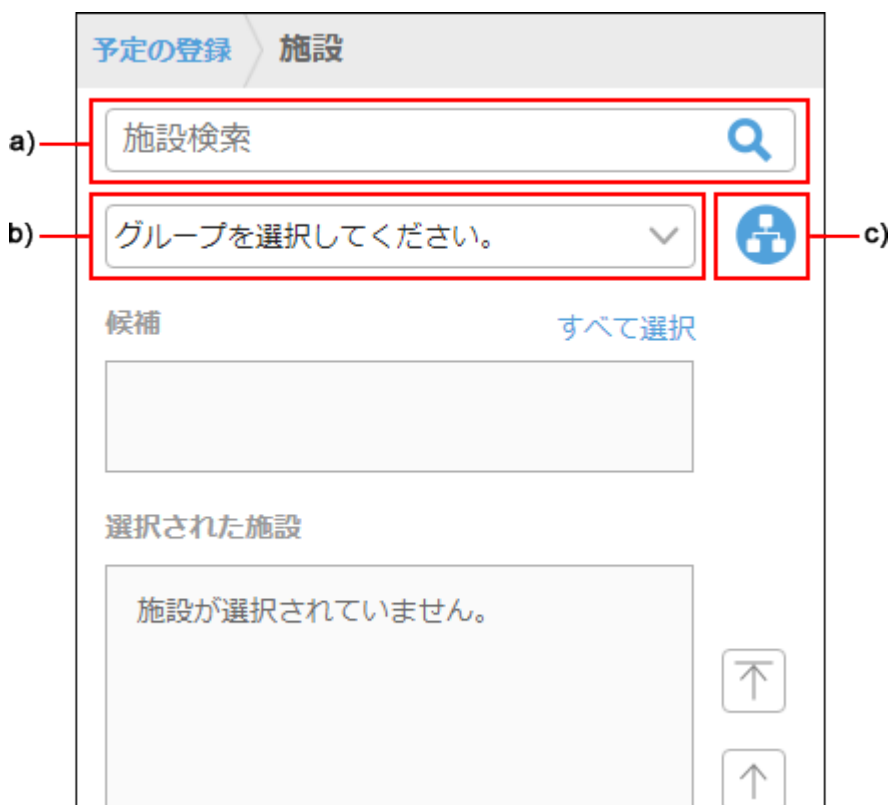 予定の登録 施設
a)
施設検索
b)
グループを選択してください。
c)
候補 すべて選択
選択された施設
施設が選択されていません。